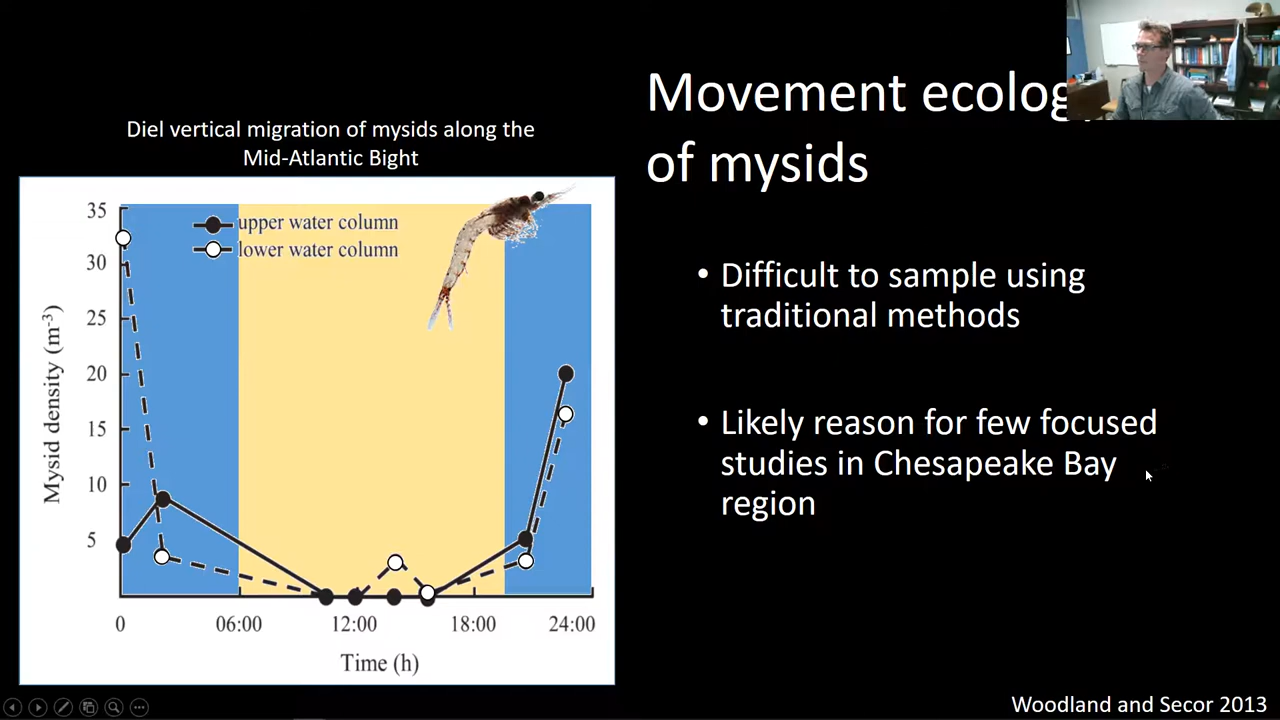 Movement ecology
of mysids
Diel vertical migration of mysids along the
Mid-Atlantic Bight
35
30
25
20
15
10
5
Mysid density (m-3)
upper water column
lower water column
0
06:00
12:00
18:00
24:00
Time (h)
• Difficult to sample using
traditional methods
• Likely reason for few focused
studies in Chesapeake Bay
region
Woodland and Secor 2013